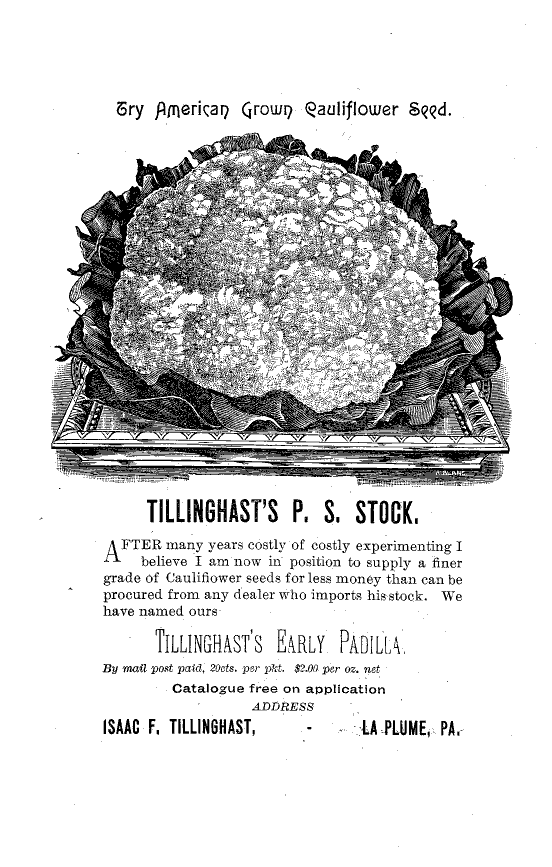 Try American Grown Cauliflower Seed.
A. BLANC
TILLINGHAST'S P. S. STOCK.
AFTER many years costly of costly experimenting I
believe I am now in position to supply a finer
grade of Cauliflower seeds for less money than can be
procured from any dealer who imports his stock. We
have named ours
TILLINGHAST'S EARLY PADILLA.
By mail post paid, 20cts. per pkt. $2.00 per oz. net
Catalogue free on application
ADDRESS
ISAAC F. TILLINGHAST, - LA PLUME, PA.